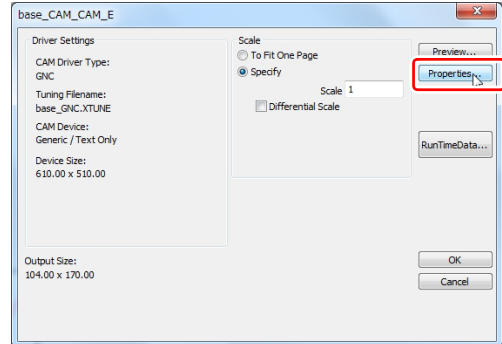 base_CAM_CAM_E
Driver Settings
CAM Driver Type:
GNC
Tuning Filename:
base_GNC.XTUNE
CAM Device:
Generic / Text Only
Device Size:
610.00 x 510.00
Scale
To Fit One Page
Specify
Scale 1
Differential Scale
Preview...
Properties...
RunTimeData...
Output Size:
104.00 x 170.00
OK
Cancel